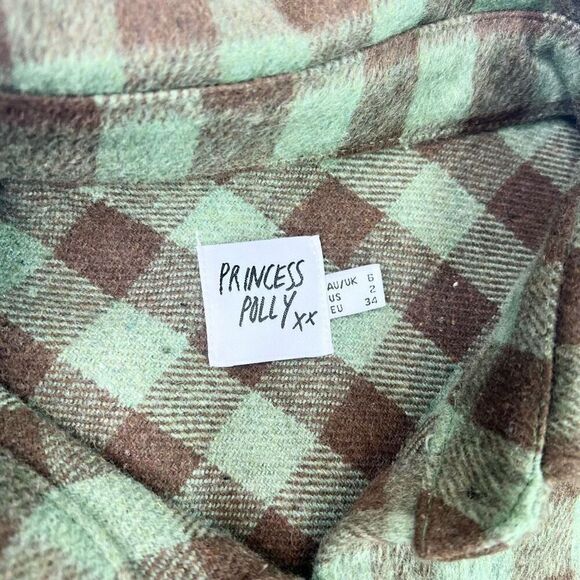 PRINCESS
POLLY xx
AU/UK 6
US 2
EU 34